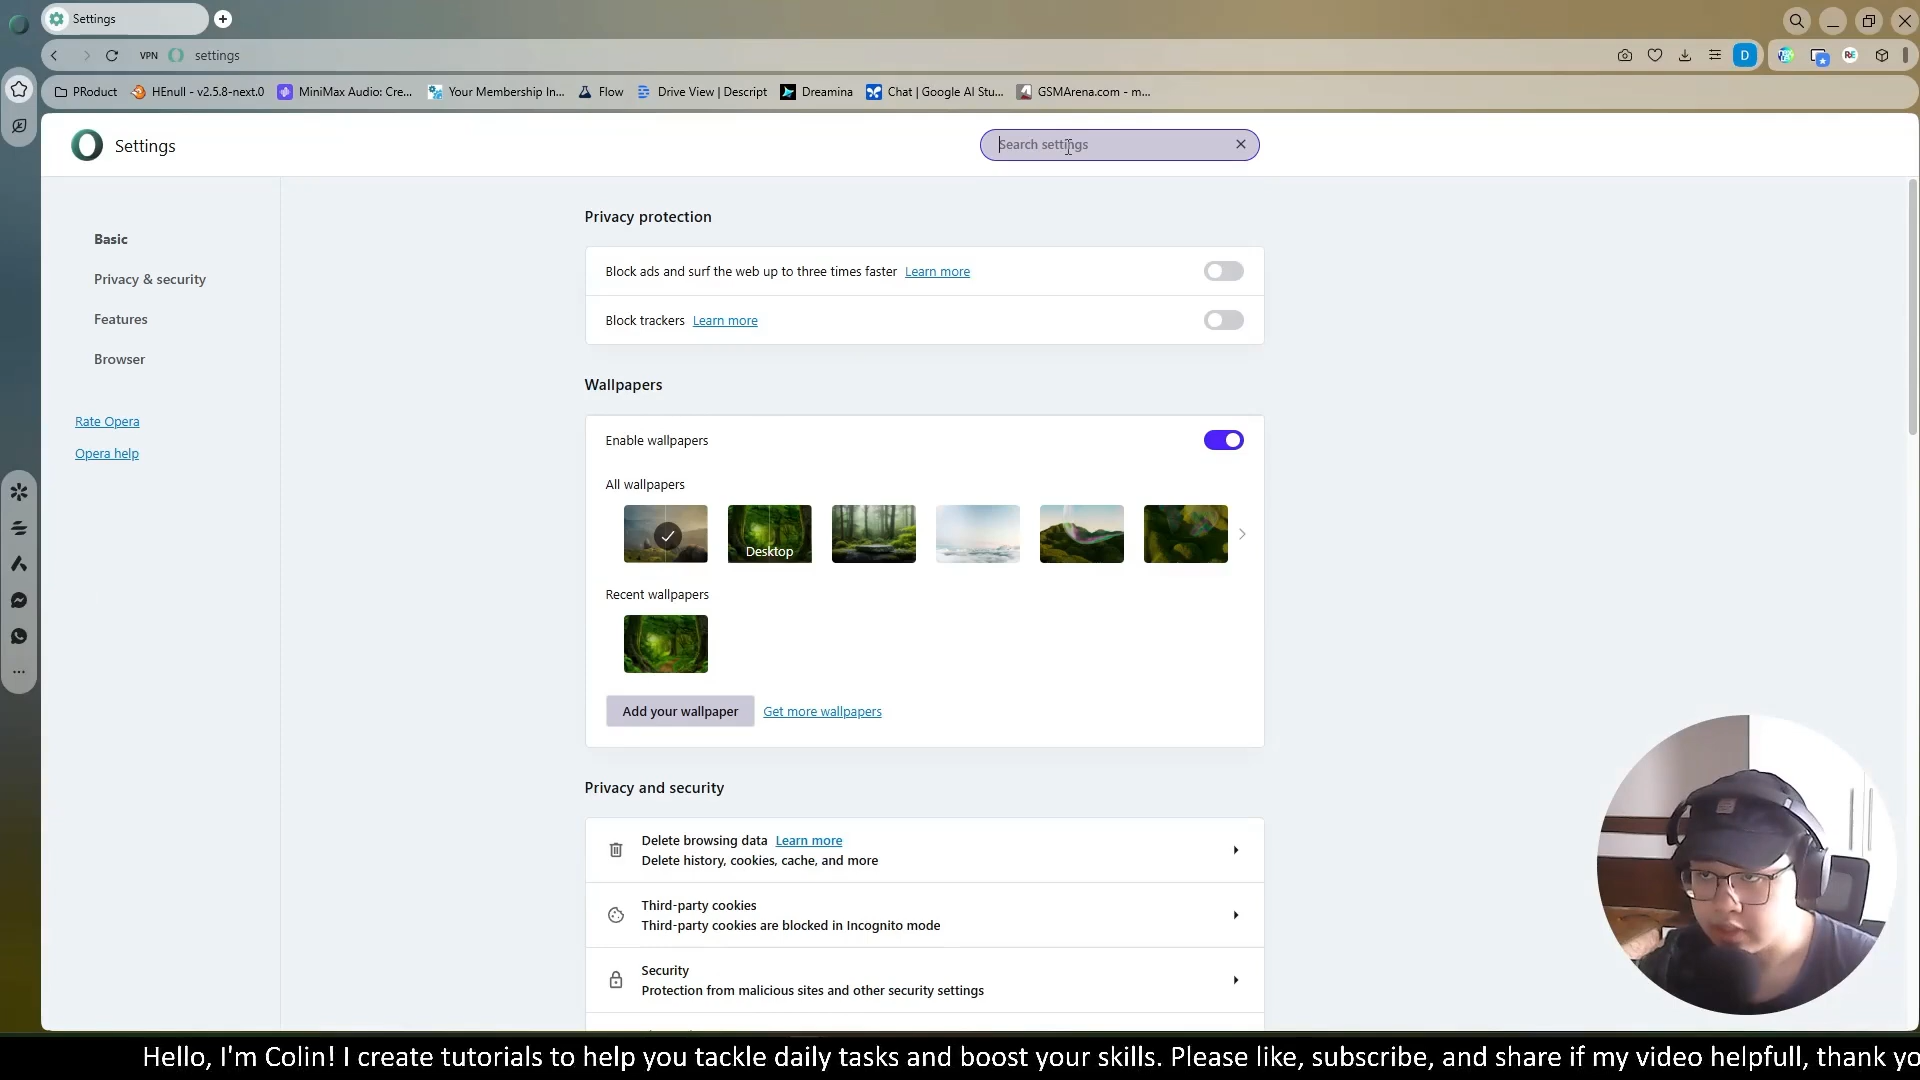 Settings
VPN
settings
D
PRoduct
HEnull - v2.5.8-next.0
MiniMax Audio: Cre...
Your Membership In...
Flow
Drive View | Descript
Dreamina
Chat | Google AI Stu...
GSMArena.com - m...
Settings
Search settings
Basic
Privacy & security
Features
Browser
Rate Opera
Opera help
Privacy protection
Block ads and surf the web up to three times faster Learn more
Block trackers Learn more
Wallpapers
Enable wallpapers
All wallpapers
Desktop
Recent wallpapers
Add your wallpaper
Get more wallpapers
Privacy and security
Delete browsing data Learn more
Delete history, cookies, cache, and more
Third-party cookies
Third-party cookies are blocked in Incognito mode
Security
Protection from malicious sites and other security settings
Hello, I'm Colin! I create tutorials to help you tackle daily tasks and boost your skills. Please like, subscribe, and share if my video helpfull, thank yo